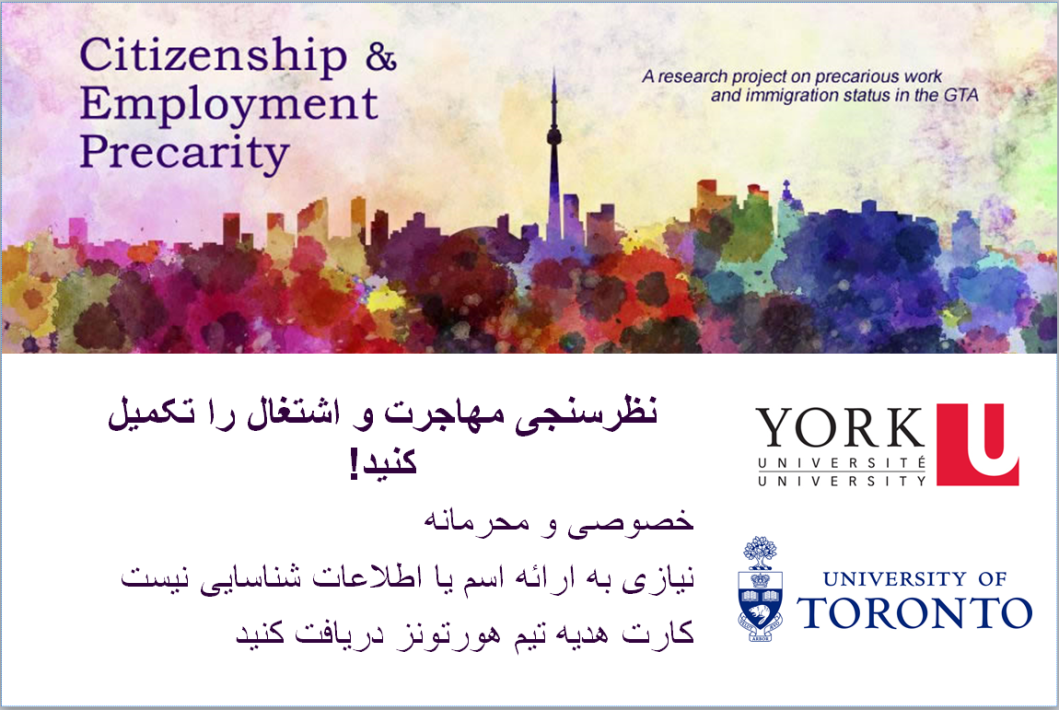 Citizenship &
Employment
Precarity
A research project on precarious work
and immigration status in the GTA
نظرسنجی مهاجرت و اشتغال را تکمیل
کنید!
خصوصی و محرمانه
نیازی به ارائه اسم یا اطلاعات شناسایی نیست
کارت هدیه تیم هورتونز دریافت کنید
YORK U
UNIVERSITÉ
UNIVERSITY
UNIVERSITY OF
TORONTO